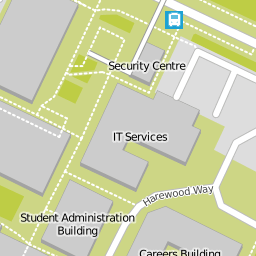 Security Centre
IT Services
Harewood Way
Student Administration
Building
Careers Building